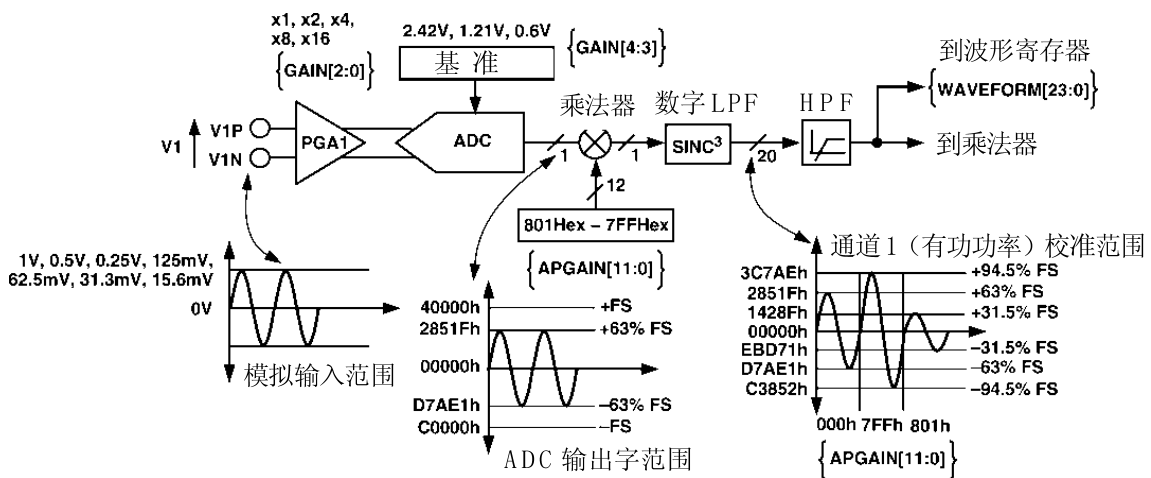 x1, x2, x4,
x8, x16
{GAIN[2:0]}
2.42V, 1.21V, 0.6V
基 准
{GAIN[4:3]}
V1
V1P
V1N
PGA1
ADC
1
乘法器
1
12
801Hex – 7FFHex
{APGAIN[11:0]}
数字LPF
SINC³
20
HPF
到波形寄存器
{WAVEFORM[23:0]}
到乘法器
1V, 0.5V, 0.25V, 125mV,
62.5mV, 31.3mV, 15.6mV
0V
模拟输入范围
40000h
+FS
2851Fh
+63% FS
00000h
D7AE1h
–63% FS
C0000h
–FS
ADC 输出字范围
通道1（有功功率）校准范围
3C7AEh
+94.5% FS
2851Fh
+63% FS
1428Fh
+31.5% FS
00000h
EBD71h
–31.5% FS
D7AE1h
–63% FS
C3852h
–94.5% FS
000h 7FFh 801h
{APGAIN[11:0]}